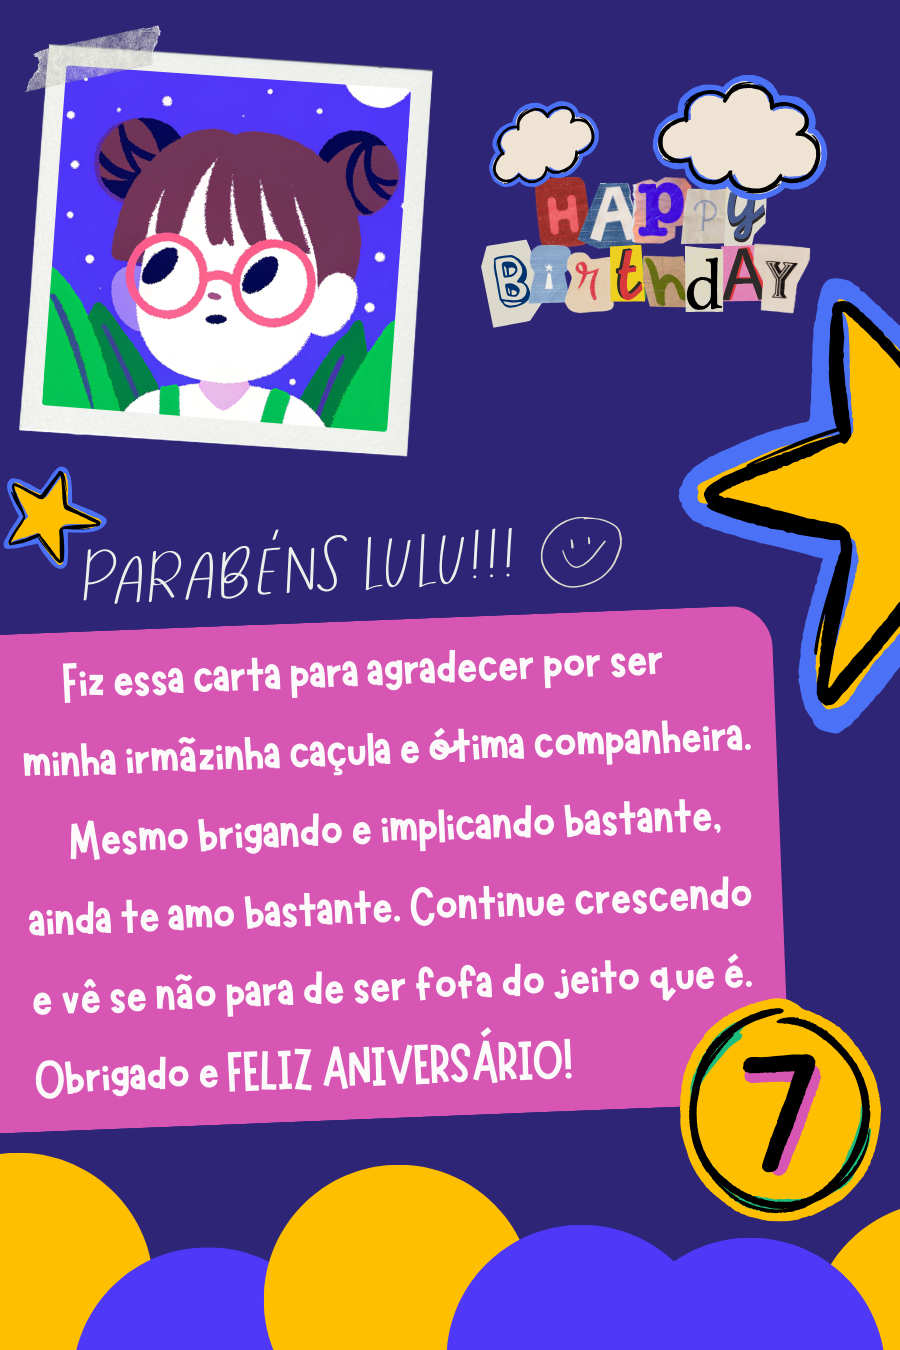 HAppy
BirthdAY
PARABÉNS LULU!!!
Fiz essa carta para agradecer por ser
minha irmãzinha caçula e ótima companheira.
Mesmo brigando e implicando bastante,
ainda te amo bastante. Continue crescendo
e vê se não para de ser fofa do jeito que é.
Obrigado e FELIZ ANIVERSÁRIO!
7